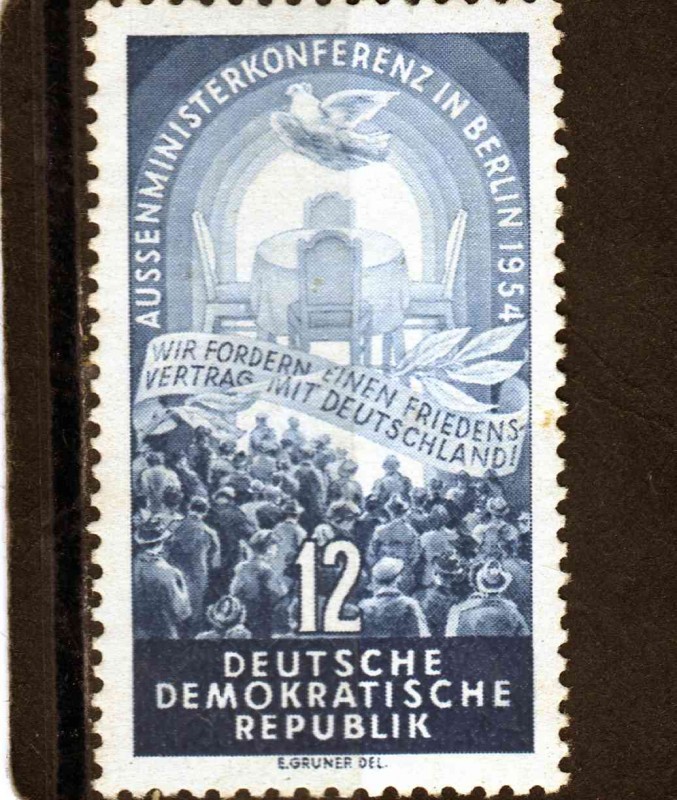 AUSSENMINISTERKONFERENZ IN BERLIN 1954
WIR FORDERN EINEN FRIEDENS-
VERTRAG MIT DEUTSCHLAND!
12
DEUTSCHE
DEMOKRATISCHE
REPUBLIK
E.GRUNER DEL.